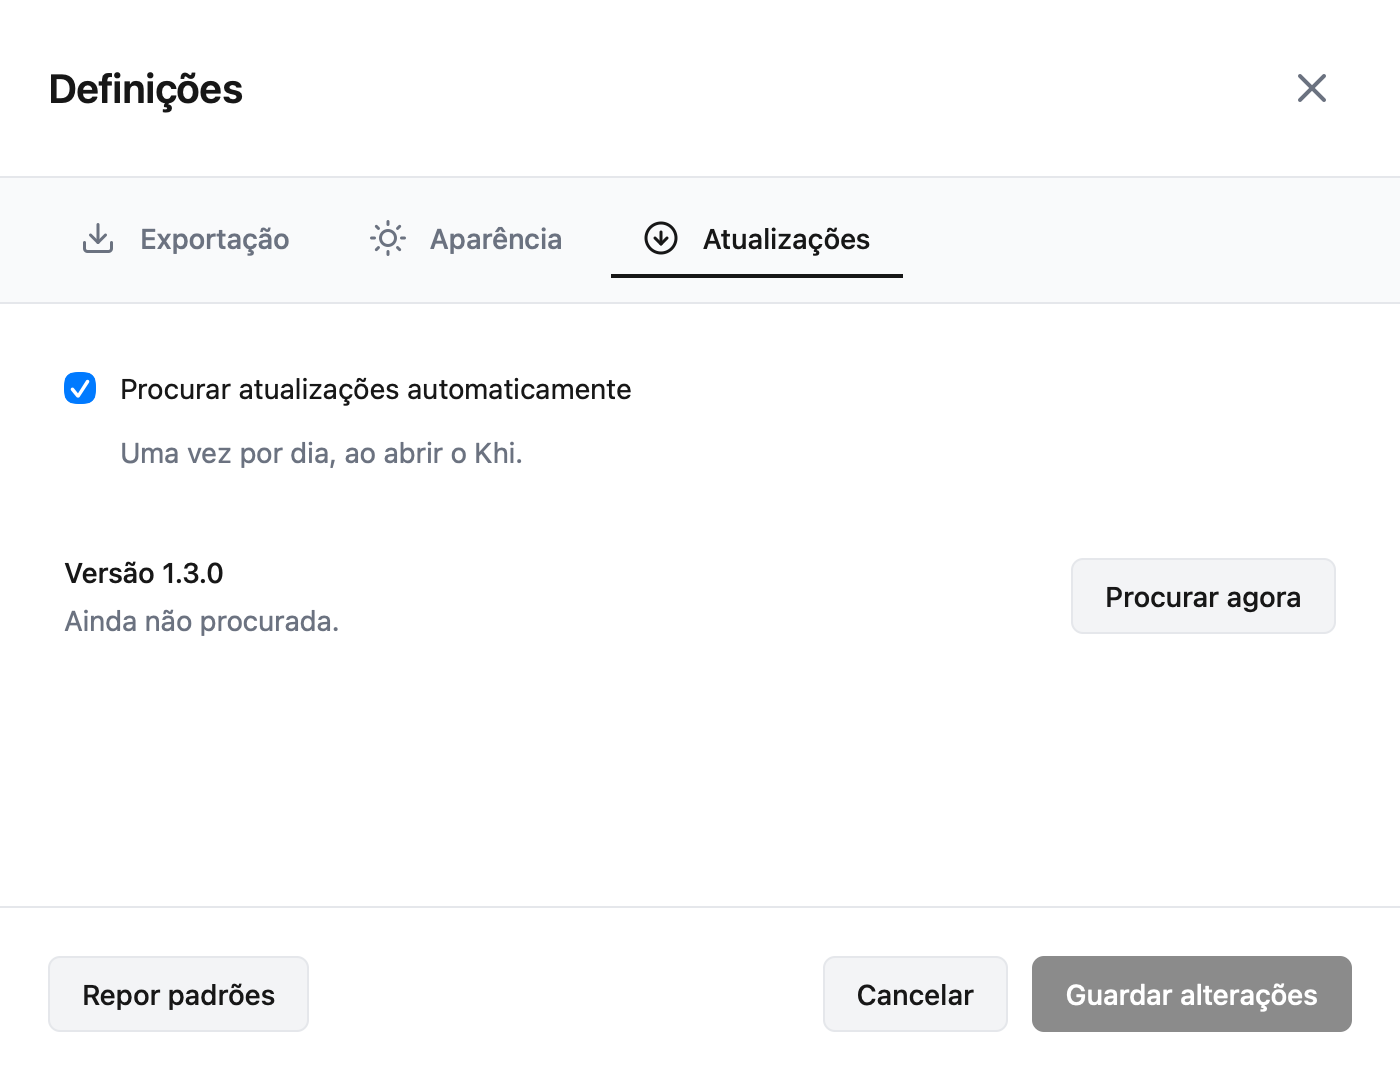 Definições
Exportação
Aparência
Atualizações
Procurar atualizações automaticamente
Uma vez por dia, ao abrir o Khi.
Versão 1.3.0
Ainda não procurada.
Procurar agora
Repor padrões
Cancelar
Guardar alterações